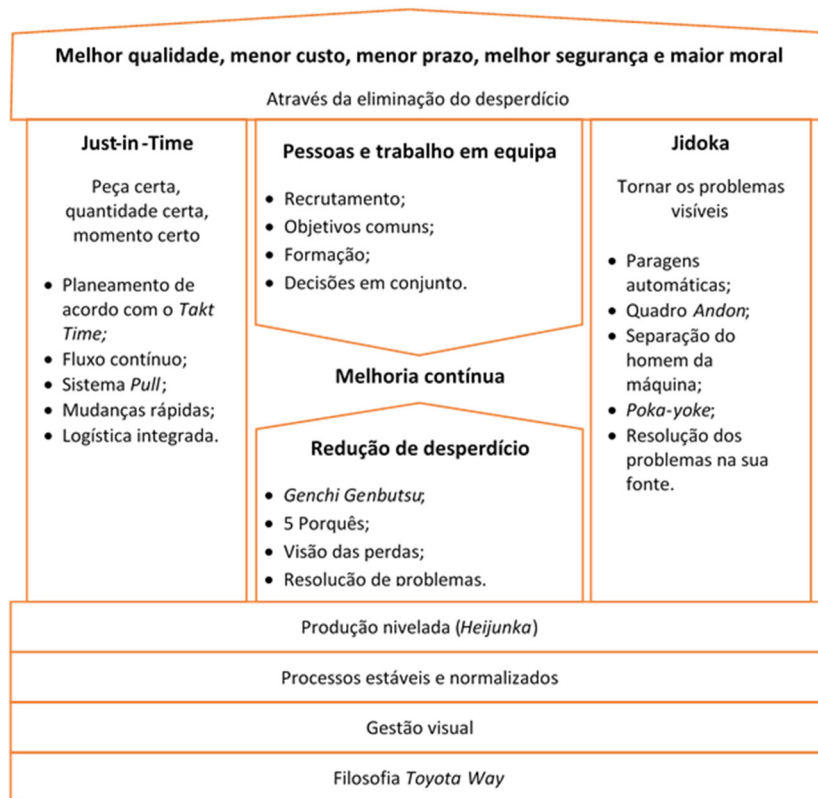 Melhor qualidade, menor custo, menor prazo, melhor segurança e maior moral
Através da eliminação do desperdício
Just-in-Time
Peça certa,
quantidade certa,
momento certo
• Planeamento de
acordo com o Takt
Time;
• Fluxo contínuo;
• Sistema Pull;
• Mudanças rápidas;
• Logística integrada.
Pessoas e trabalho em equipa
• Recrutamento;
• Objetivos comuns;
• Formação;
• Decisões em conjunto.
Melhoria contínua
Redução de desperdício
• Genchi Genbutsu;
• 5 Porquês;
• Visão das perdas;
• Resolução de problemas.
Jidoka
Tornar os problemas
visíveis
• Paragens
automáticas;
• Quadro Andon;
• Separação do
homem da
máquina;
• Poka-yoke;
• Resolução dos
problemas na sua
fonte.
Produção nivelada (Heijunka)
Processos estáveis e normalizados
Gestão visual
Filosofia Toyota Way